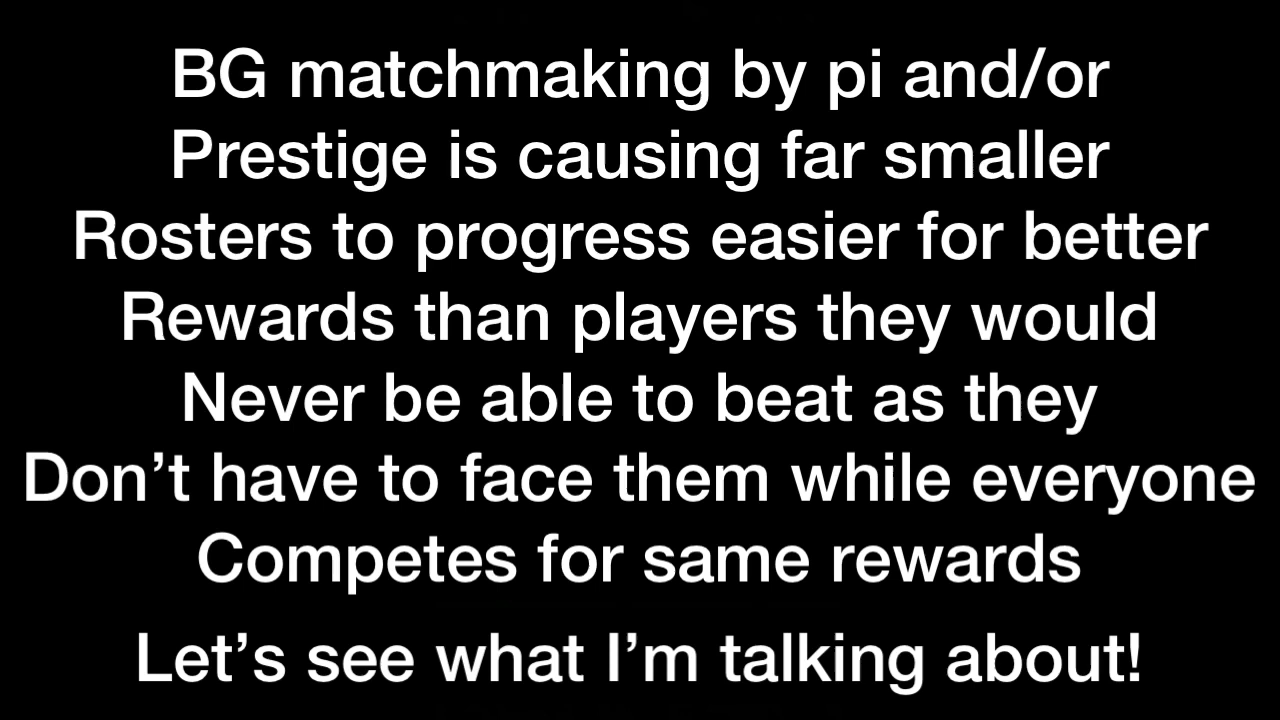 BG matchmaking by pi and/or
Prestige is causing far smaller
Rosters to progress easier for better
Rewards than players they would
Never be able to beat as they
Don’t have to face them while everyone
Competes for same rewards
Let’s see what I’m talking about!